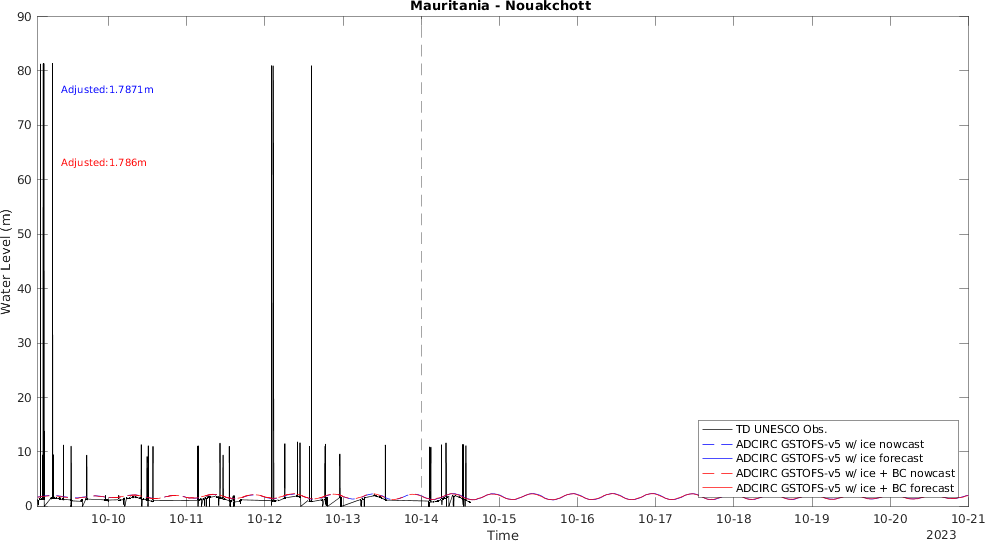 Mauritania - Nouakchott
90
80
70
60
50
40
30
20
10
0
Water Level (m)
Adjusted:1.7871m
Adjusted:1.786m
TD UNESCO Obs.
ADCIRC GSTOFS-v5 w/ ice nowcast
ADCIRC GSTOFS-v5 w/ ice forecast
ADCIRC GSTOFS-v5 w/ ice + BC nowcast
ADCIRC GSTOFS-v5 w/ ice + BC forecast
10-10 10-11 10-12 10-13 10-14 10-15 10-16 10-17 10-18 10-19 10-20 10-21
Time
2023